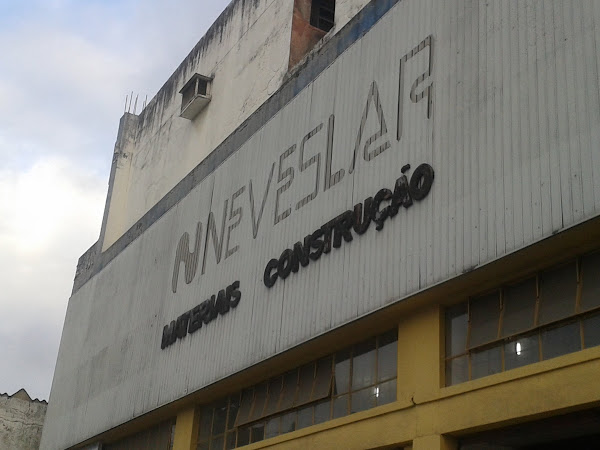 NEVESLAR
MATERIAIS CONSTRUÇÃO